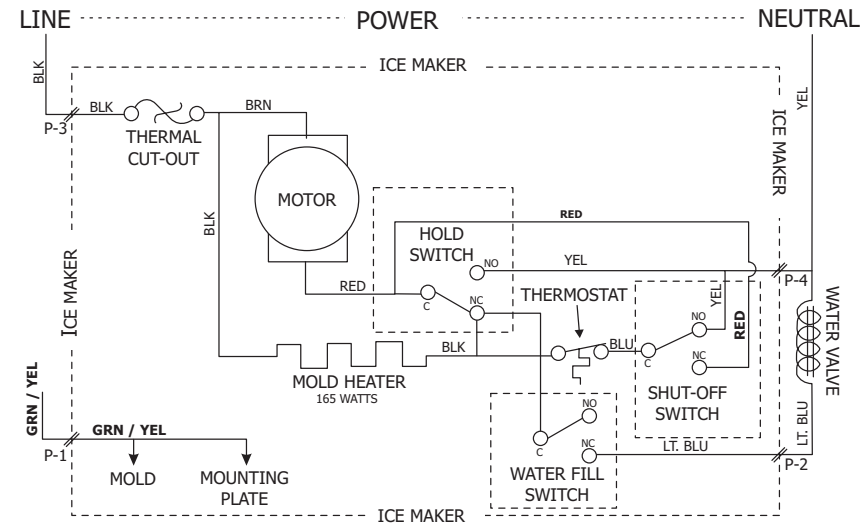 LINE POWER NEUTRAL
BLK
YEL
ICE MAKER
P-3
BLK
THERMAL
CUT-OUT
BRN
ICE MAKER
MOTOR
BLK
RED
HOLD
SWITCH
NO
YEL
P-4
RED
C
NC
THERMOSTAT
YEL
RED
WATER VALVE
ICE MAKER
BLK
BLU
C
NO
NC
MOLD HEATER
165 WATTS
SHUT-OFF
SWITCH
GRN / YEL
GRN / YEL
P-1
MOLD
MOUNTING
PLATE
NO
C
NC
WATER FILL
SWITCH
LT. BLU
LT. BLU
P-2
ICE MAKER